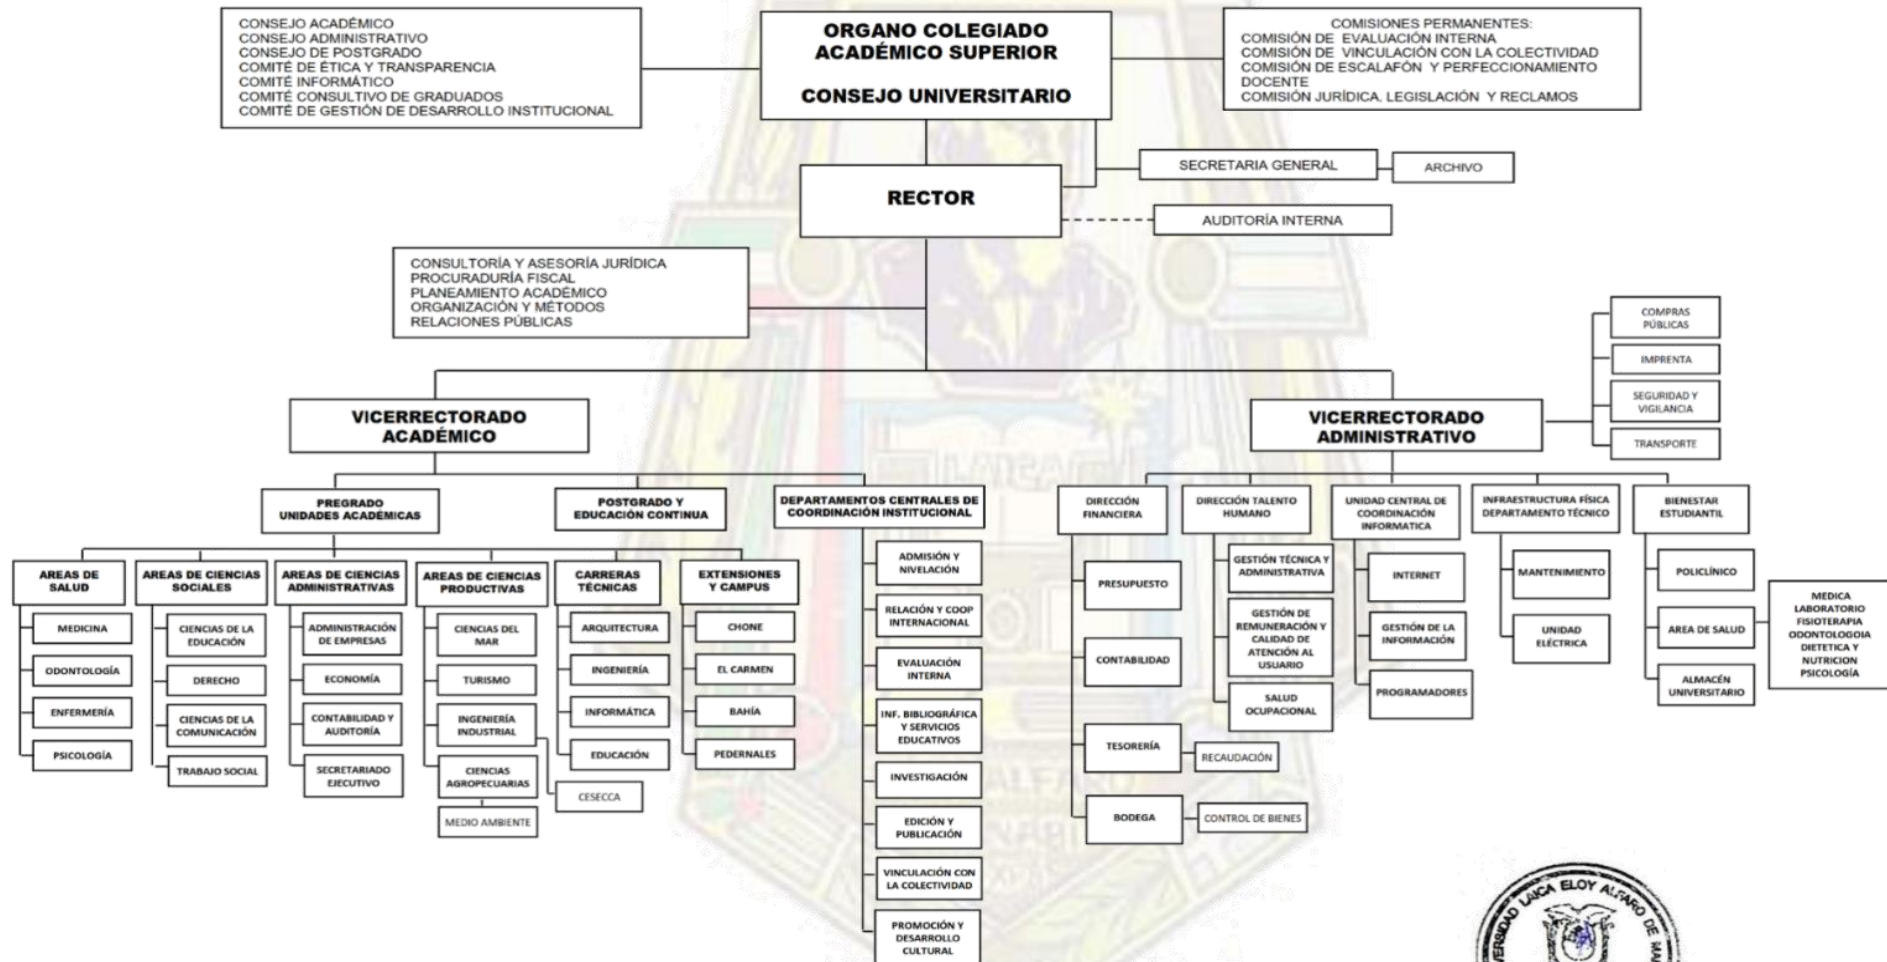 CONSEJO ACADÉMICO
CONSEJO ADMINISTRATIVO
CONSEJO DE POSTGRADO
COMITÉ DE ÉTICA Y TRANSPARENCIA
COMITÉ INFORMÁTICO
COMITÉ CONSULTIVO DE GRADUADOS
COMITÉ DE GESTIÓN DE DESARROLLO INSTITUCIONAL
ORGANO COLEGIADO
ACADÉMICO SUPERIOR
CONSEJO UNIVERSITARIO
COMISIONES PERMANENTES:
COMISIÓN DE EVALUACIÓN INTERNA
COMISIÓN DE VINCULACIÓN CON LA COLECTIVIDAD
COMISIÓN DE ESCALAFÓN Y PERFECCIONAMIENTO
DOCENTE
COMISIÓN JURÍDICA. LEGISLACIÓN Y RECLAMOS
SECRETARIA GENERAL
ARCHIVO
RECTOR
AUDITORÍA INTERNA
CONSULTORÍA Y ASESORÍA JURÍDICA
PROCURADURÍA FISCAL
PLANEAMIENTO ACADÉMICO
ORGANIZACIÓN Y MÉTODOS
RELACIONES PÚBLICAS
COMPRAS
PÚBLICAS
IMPRENTA
SEGURIDAD Y
VIGILANCIA
TRANSPORTE
VICERRECTORADO
ACADÉMICO
VICERRECTORADO
ADMINISTRATIVO
PREGRADO
UNIDADES ACADÉMICAS
POSTGRADO Y
EDUCACIÓN CONTINUA
DEPARTAMENTOS CENTRALES DE
COORDINACIÓN INSTITUCIONAL
DIRECCIÓN
FINANCIERA
DIRECCIÓN TALENTO
HUMANO
UNIDAD CENTRAL DE
COORDINACIÓN
INFORMATICA
INFRAESTRUCTURA FÍSICA
DEPARTAMENTO TÉCNICO
BIENESTAR
ESTUDIANTIL
AREAS DE
SALUD
MEDICINA
ODONTOLOGÍA
ENFERMERÍA
PSICOLOGÍA
AREAS DE CIENCIAS
SOCIALES
CIENCIAS DE LA
EDUCACIÓN
DERECHO
CIENCIAS DE LA
COMUNICACIÓN
TRABAJO SOCIAL
AREAS DE CIENCIAS
ADMINISTRATIVAS
ADMINISTRACIÓN
DE EMPRESAS
ECONOMÍA
CONTABILIDAD Y
AUDITORÍA
SECRETARIADO
EJECUTIVO
AREAS DE CIENCIAS
PRODUCTIVAS
CIENCIAS DEL
MAR
TURISMO
INGENIERÍA
INDUSTRIAL
CIENCIAS
AGROPECUARIAS
MEDIO AMBIENTE
CESECCA
CARRERAS
TÉCNICAS
ARQUITECTURA
INGENIERÍA
INFORMÁTICA
EDUCACIÓN
EXTENSIONES
Y CAMPUS
CHONE
EL CARMEN
BAHÍA
PEDERNALES
ADMISIÓN Y
NIVELACIÓN
RELACIÓN Y COOP
INTERNACIONAL
EVALUACIÓN
INTERNA
INF. BIBLIOGRÁFICA
Y SERVICIOS
EDUCATIVOS
INVESTIGACIÓN
EDICIÓN Y
PUBLICACIÓN
VINCULACIÓN CON
LA COLECTIVIDAD
PROMOCIÓN Y
DESARROLLO
CULTURAL
PRESUPUESTO
CONTABILIDAD
TESORERÍA
RECAUDACIÓN
BODEGA
CONTROL DE BIENES
GESTIÓN TÉCNICA Y
ADMINISTRATIVA
GESTIÓN DE
REMUNERACIÓN Y
CALIDAD DE
ATENCIÓN AL
USUARIO
SALUD
OCUPACIONAL
INTERNET
GESTIÓN DE LA
INFORMACIÓN
PROGRAMADORES
MANTENIMIENTO
UNIDAD
ELÉCTRICA
POLICLÍNICO
AREA DE SALUD
ALMACÉN
UNIVERSITARIO
MEDICA
LABORATORIO
FISIOTERAPIA
ODONTOLOGOIA
DIETETICA Y
NUTRICION
PSICOLOGÍA
LAICA
ALFARO
LAICA ELOY ALFARO DE